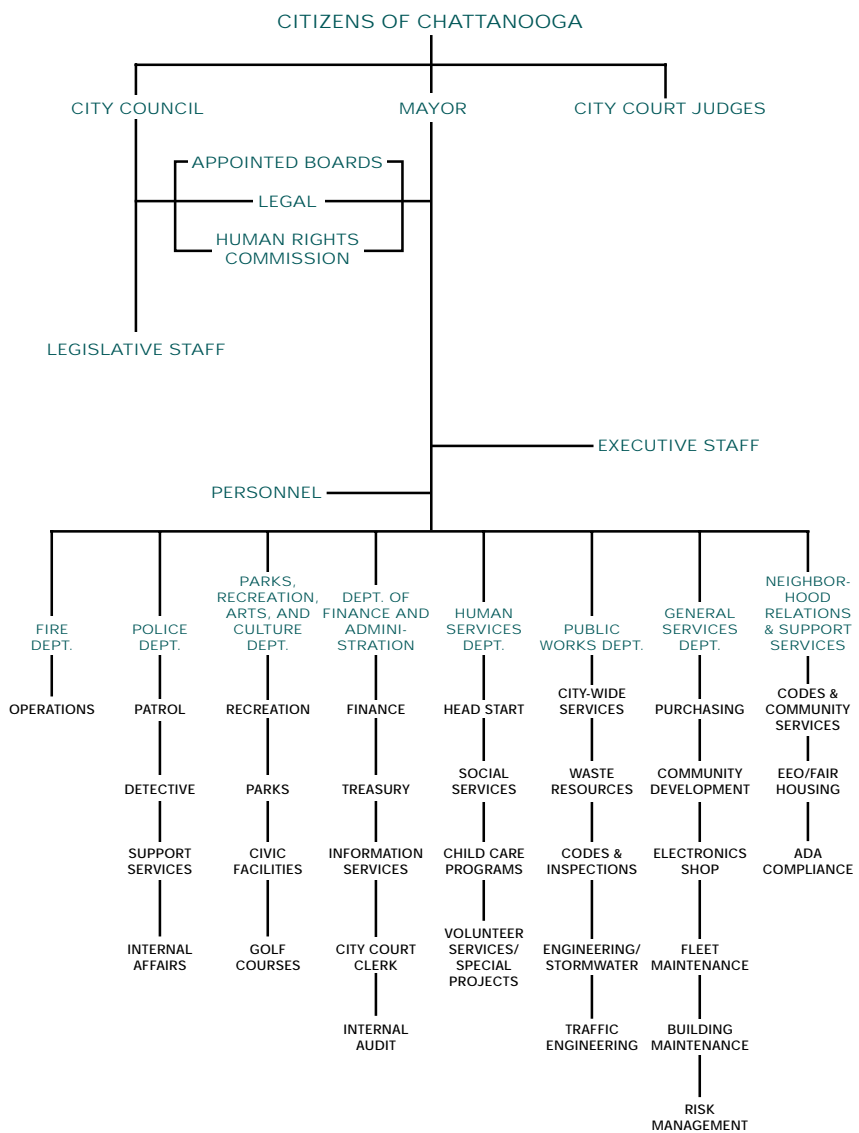 CITIZENS OF CHATTANOOGA
CITY COUNCIL
MAYOR
CITY COURT JUDGES
APPOINTED BOARDS
LEGAL
HUMAN RIGHTS
COMMISSION
LEGISLATIVE STAFF
EXECUTIVE STAFF
PERSONNEL
FIRE
DEPT.
OPERATIONS
POLICE
DEPT.
PATROL
DETECTIVE
SUPPORT
SERVICES
INTERNAL
AFFAIRS
PARKS,
RECREATION,
ARTS, AND
CULTURE
DEPT.
RECREATION
PARKS
CIVIC
FACILITIES
GOLF
COURSES
DEPT. OF
FINANCE AND
ADMINI-
STRATION
FINANCE
TREASURY
INFORMATION
SERVICES
CITY COURT
CLERK
INTERNAL
AUDIT
HUMAN
SERVICES
DEPT.
HEAD START
SOCIAL
SERVICES
CHILD CARE
PROGRAMS
VOLUNTEER
SERVICES/
SPECIAL
PROJECTS
PUBLIC
WORKS DEPT.
CITY-WIDE
SERVICES
WASTE
RESOURCES
CODES &
INSPECTIONS
ENGINEERING/
STORMWATER
TRAFFIC
ENGINEERING
GENERAL
SERVICES
DEPT.
PURCHASING
COMMUNITY
DEVELOPMENT
ELECTRONICS
SHOP
FLEET
MAINTENANCE
BUILDING
MAINTENANCE
RISK
MANAGEMENT
NEIGHBOR-
HOOD
RELATIONS
& SUPPORT
SERVICES
CODES &
COMMUNITY
SERVICES
EEO/FAIR
HOUSING
ADA
COMPLIANCE